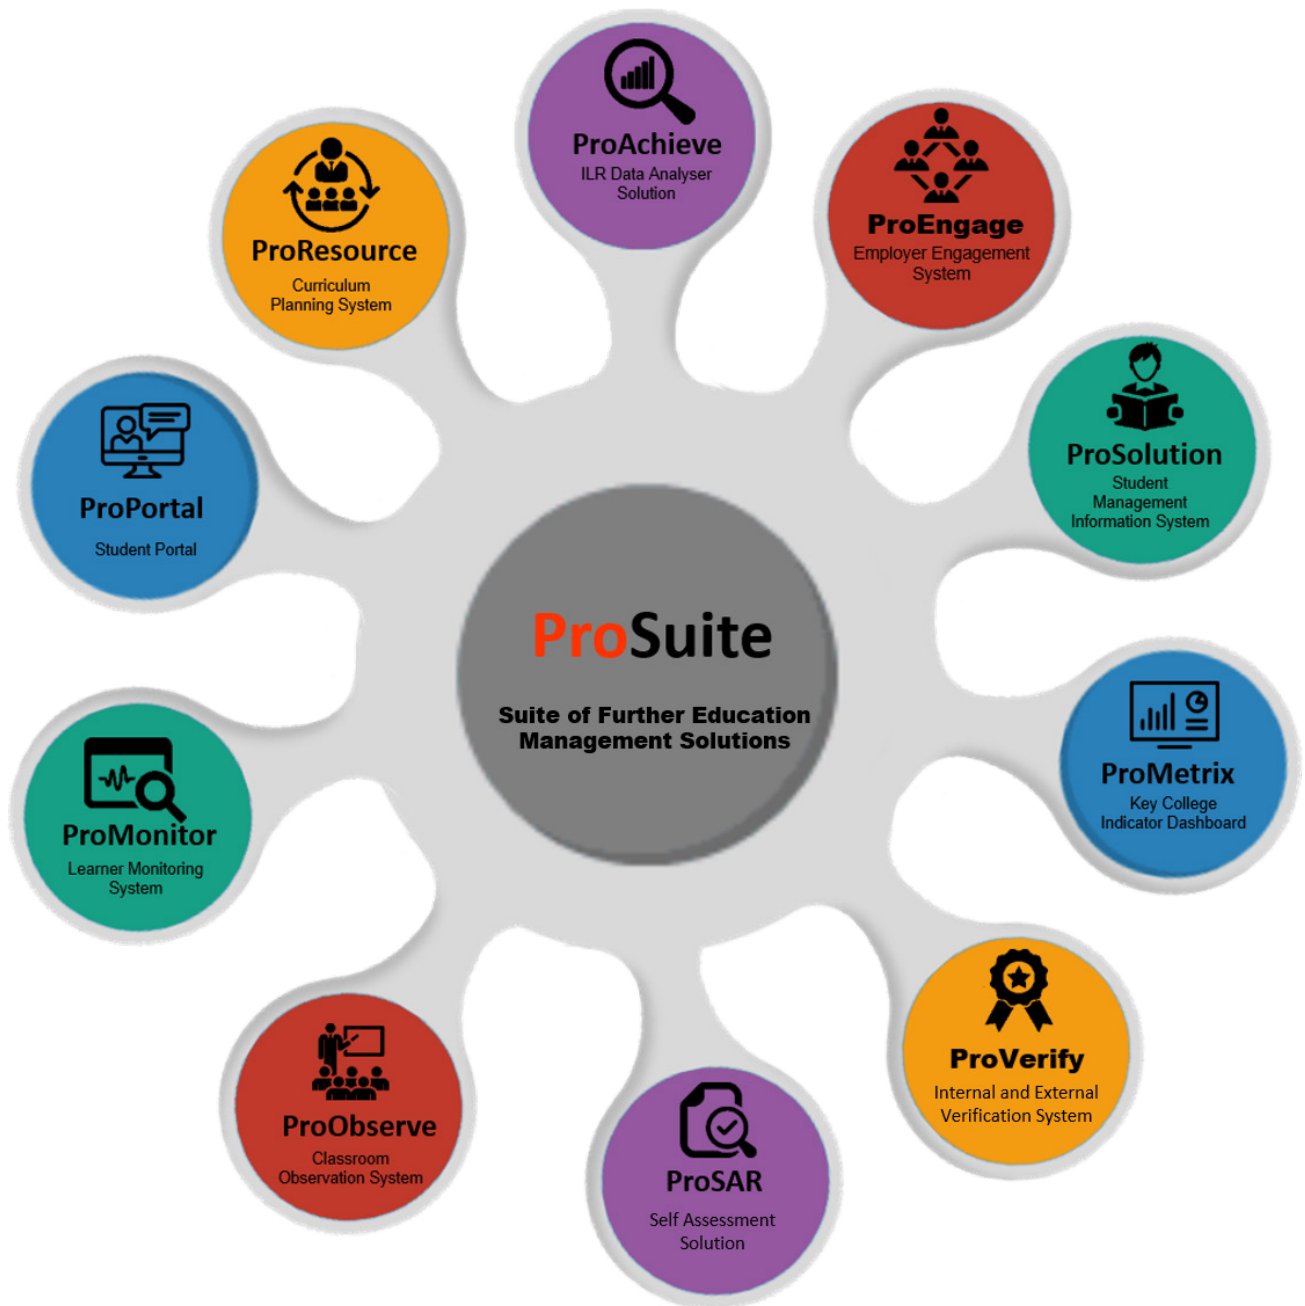 ProAchieve
ILR Data Analyser
Solution
ProEngage
Employer Engagement
System
ProSolution
Student
Management
Information System
ProMetrix
Key College
Indicator Dashboard
ProVerify
Internal and External
Verification System
ProSAR
Self Assessment
Solution
ProObserve
Classroom
Observation System
ProMonitor
Learner Monitoring
System
ProPortal
Student Portal
ProResource
Curriculum
Planning System
ProSuite
Suite of Further Education
Management Solutions